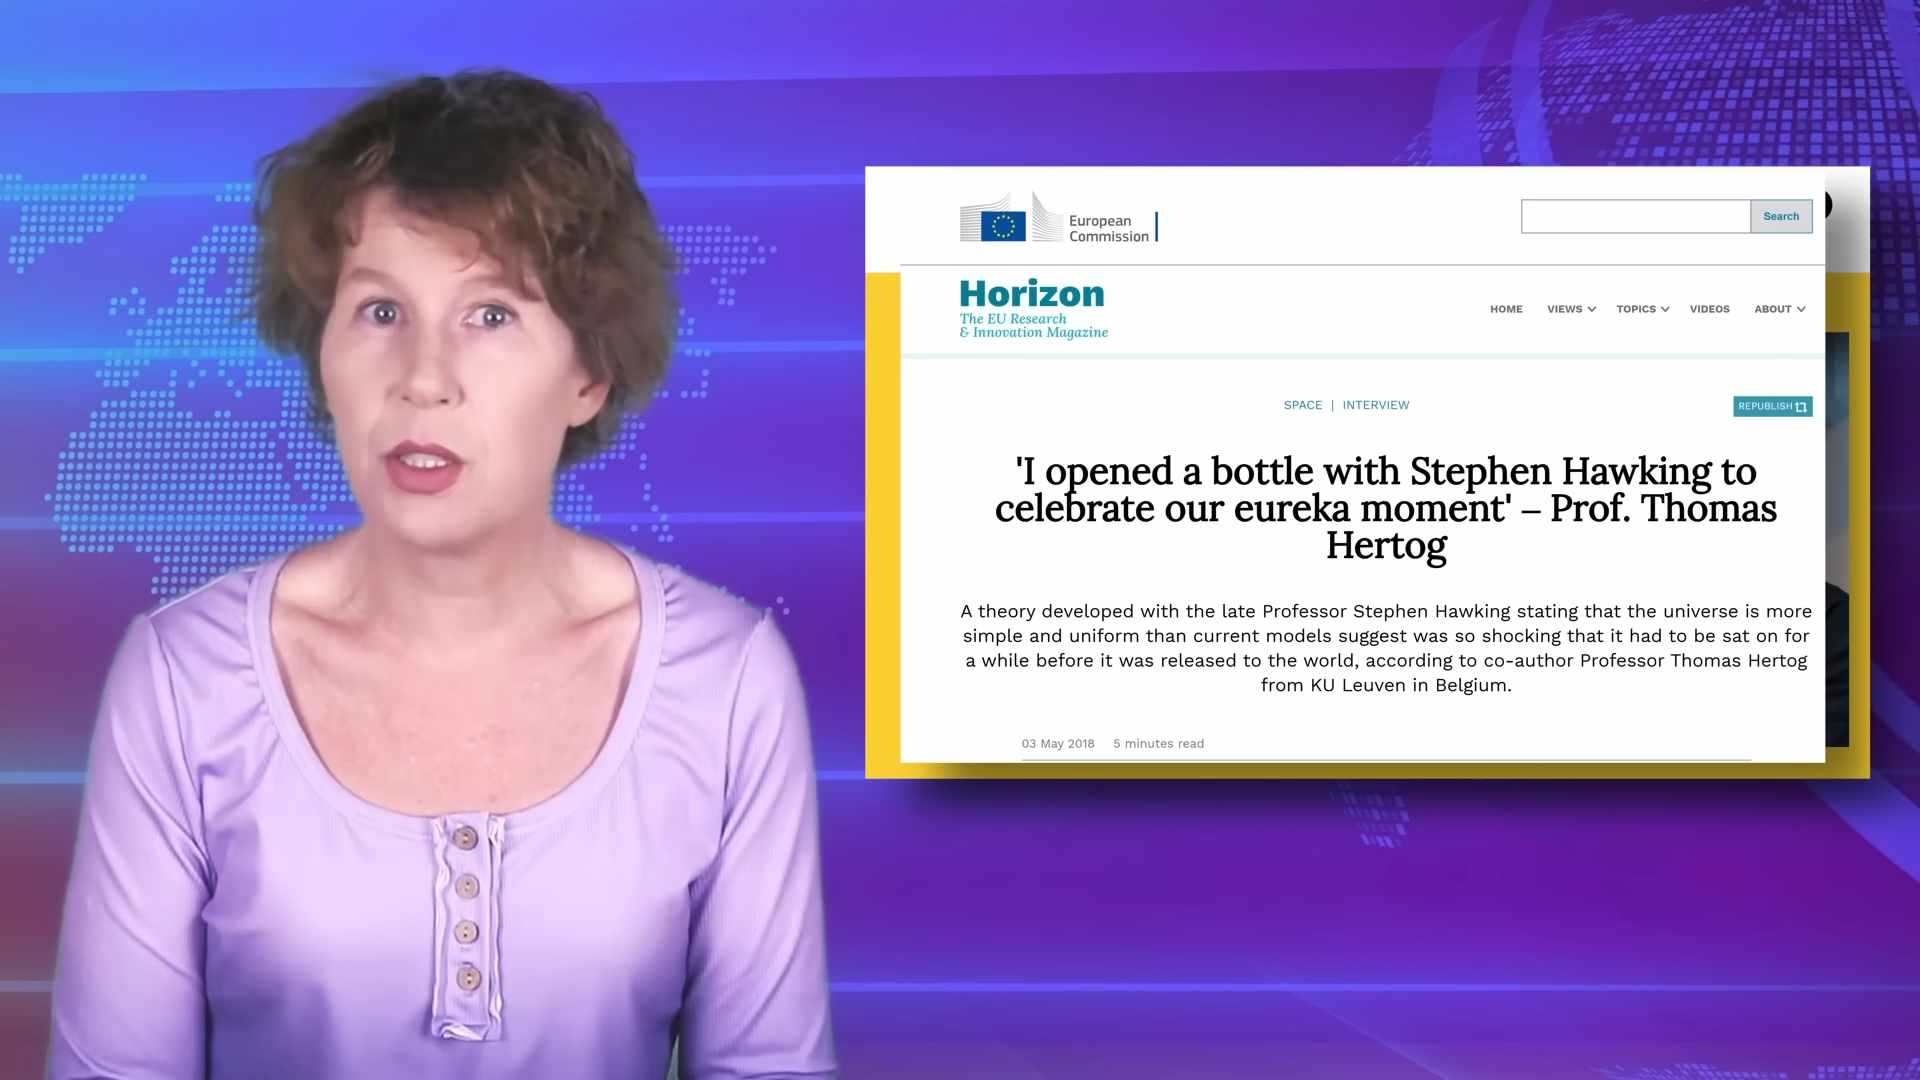 European
Commission
Search
Horizon
The EU Research
& Innovation Magazine
HOME VIEWS TOPICS VIDEOS ABOUT
SPACE | INTERVIEW
REPUBLISH
'I opened a bottle with Stephen Hawking to
celebrate our eureka moment' – Prof. Thomas
Hertog
A theory developed with the late Professor Stephen Hawking stating that the universe is more
simple and uniform than current models suggest was so shocking that it had to be sat on for
a while before it was released to the world, according to co-author Professor Thomas Hertog
from KU Leuven in Belgium.
03 May 2018 5 minutes read